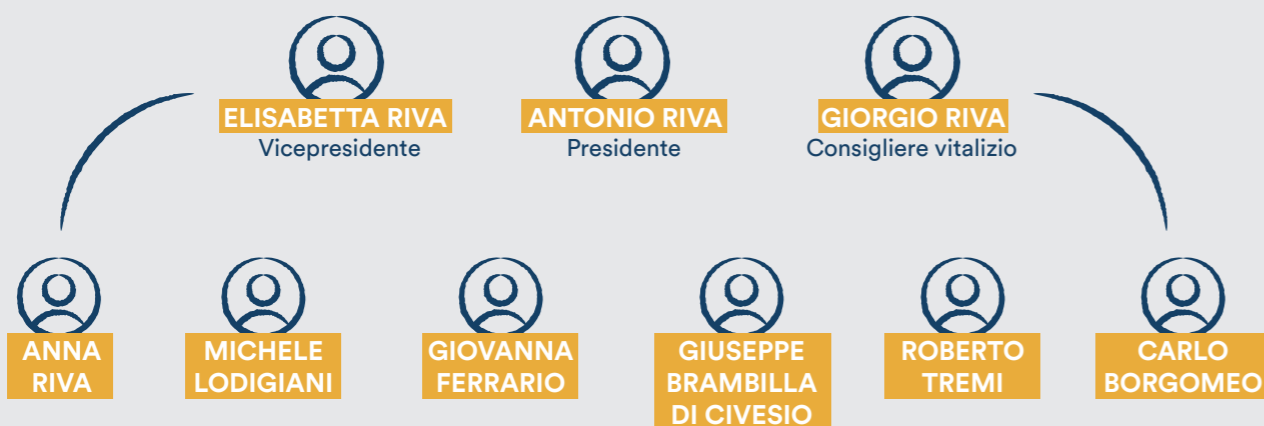 ELISABETTA RIVA
Vicepresidente
ANTONIO RIVA
Presidente
GIORGIO RIVA
Consigliere vitalizio
ANNA
RIVA
MICHELE
LODIGIANI
GIOVANNA
FERRARIO
GIUSEPPE
BRAMBILLA
DI CIVESIO
ROBERTO
TREMI
CARLO
BORGOMEO